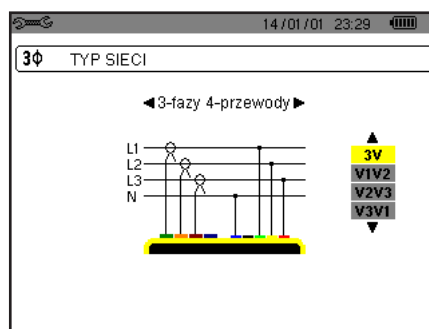 14/01/01 23:29
3Φ TYP SIECI
◄3-fazy 4-przewody►
L1
L2
L3
N
3V
V1V2
V2V3
V3V1